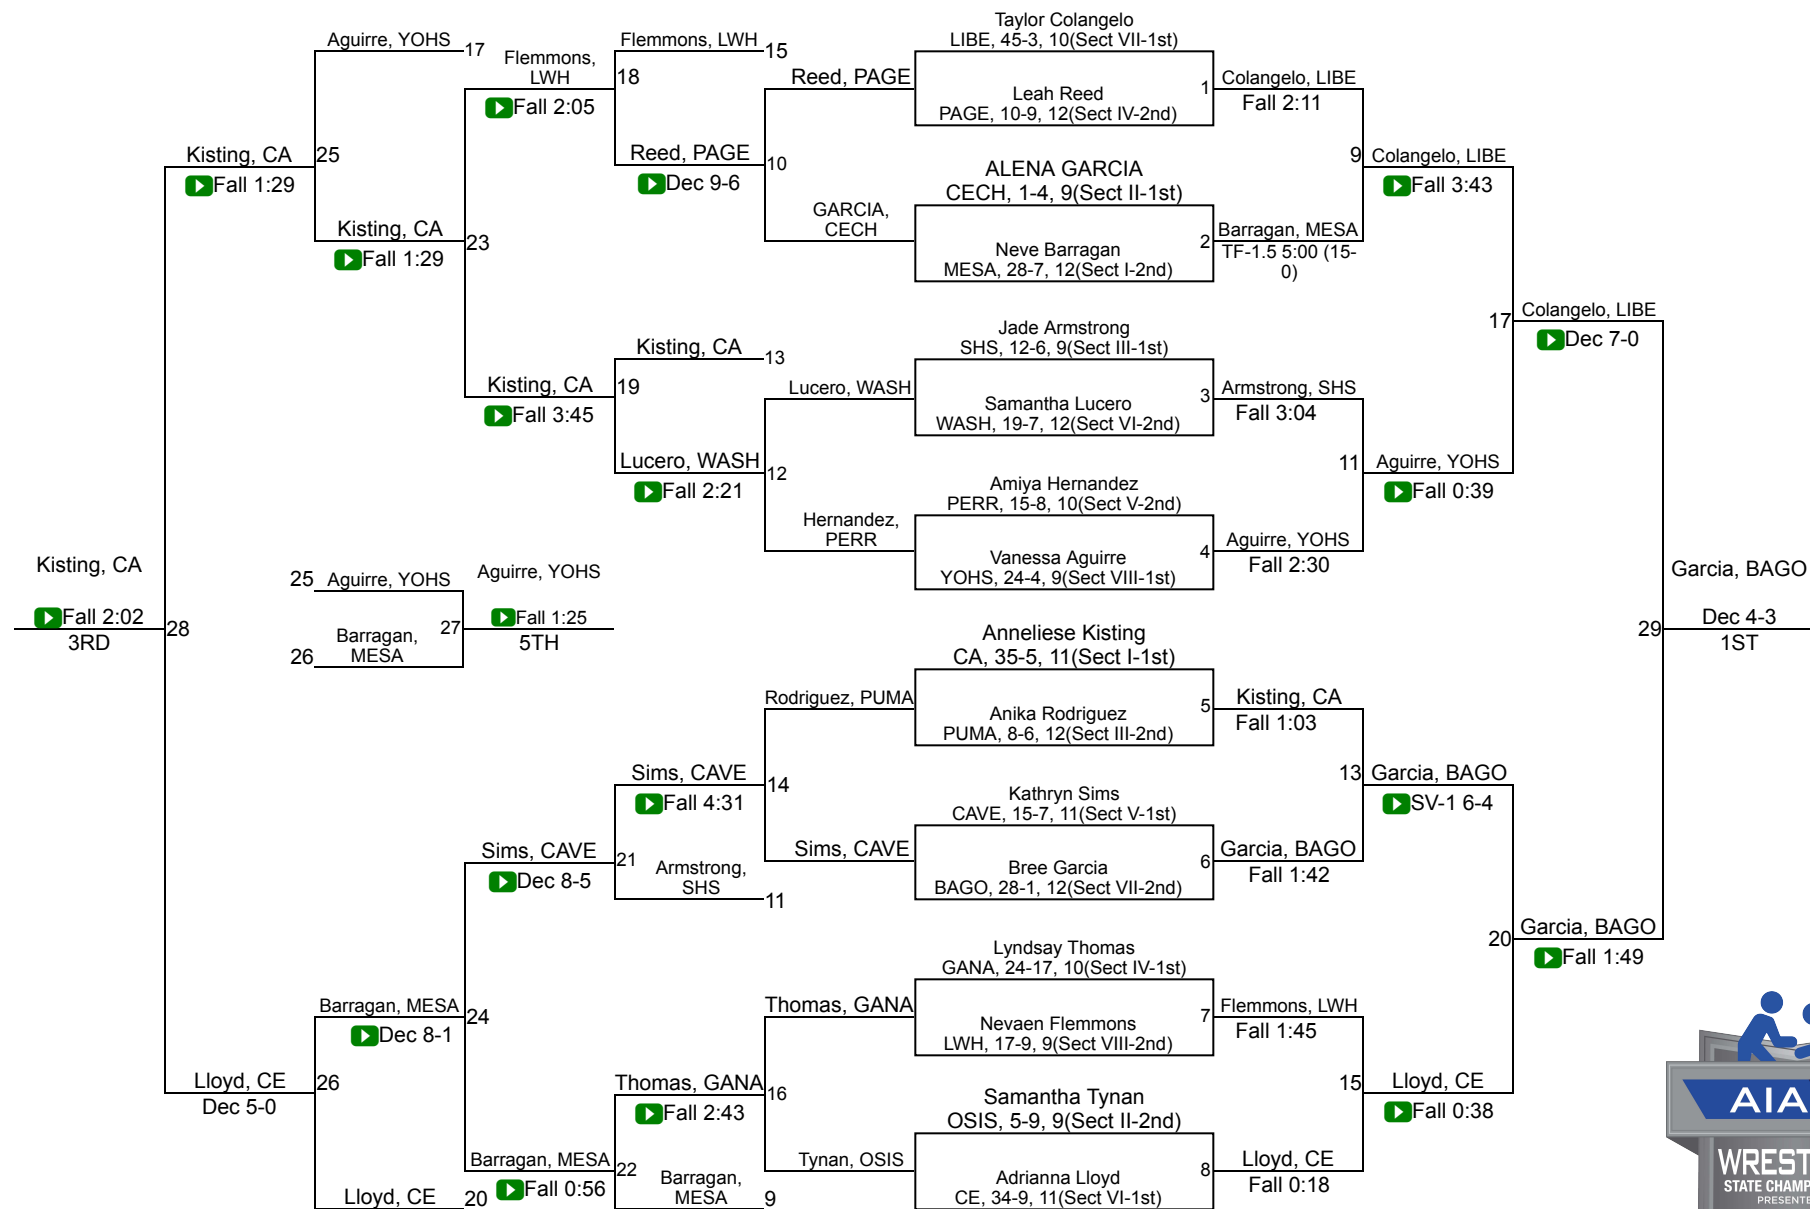 Taylor Colangelo
LIBE, 45-3, 10(Sect VII-1st)
Aguirre, YOHS
17
Flemmons, LWH
15
Flemmons,
LWH
18
Fall 2:05
Reed, PAGE
Leah Reed
PAGE, 10-9, 12(Sect IV-2nd)
1
Colangelo, LIBE
Fall 2:11
Kisting, CA
25
Fall 1:29
Reed, PAGE
10
Dec 9-6
ALENA GARCIA
CECH, 1-4, 9(Sect II-1st)
9
Colangelo, LIBE
Fall 3:43
Kisting, CA
23
Fall 1:29
GARCIA,
CECH
Neve Barragan
MESA, 28-7, 12(Sect I-2nd)
2
Barragan, MESA
TF-1.5 5:00 (15-
0)
17
Colangelo, LIBE
Dec 7-0
Kisting, CA
13
Jade Armstrong
SHS, 12-6, 9(Sect III-1st)
Kisting, CA
19
Fall 3:45
Lucero, WASH
Samantha Lucero
WASH, 19-7, 12(Sect VI-2nd)
3
Armstrong, SHS
Fall 3:04
Lucero, WASH
12
Fall 2:21
Amiya Hernandez
PERR, 15-8, 10(Sect V-2nd)
11
Aguirre, YOHS
Fall 0:39
Hernandez,
PERR
Vanessa Aguirre
YOHS, 24-4, 9(Sect VIII-1st)
4
Aguirre, YOHS
Fall 2:30
Kisting, CA
Fall 2:02
3RD
28
25
Aguirre, YOHS
26
Barragan,
MESA
27
Aguirre, YOHS
Fall 1:25
5TH
Garcia, BAGO
29
Dec 4-3
1ST
Anneliese Kisting
CA, 35-5, 11(Sect I-1st)
Rodriguez, PUMA
Anika Rodriguez
PUMA, 8-6, 12(Sect III-2nd)
5
Kisting, CA
Fall 1:03
Sims, CAVE
14
Fall 4:31
Kathryn Sims
CAVE, 15-7, 11(Sect V-1st)
13
Garcia, BAGO
SV-1 6-4
Sims, CAVE
21
Dec 8-5
Armstrong,
SHS
11
Sims, CAVE
Bree Garcia
BAGO, 28-1, 12(Sect VII-2nd)
6
Garcia, BAGO
Fall 1:42
20
Garcia, BAGO
Fall 1:49
Lyndsay Thomas
GANA, 24-17, 10(Sect IV-1st)
Barragan, MESA
24
Dec 8-1
Thomas, GANA
Nevaen Flemmons
LWH, 17-9, 9(Sect VIII-2nd)
7
Flemmons, LWH
Fall 1:45
Lloyd, CE
26
Dec 5-0
Thomas, GANA
16
Fall 2:43
Samantha Tynan
OSIS, 5-9, 9(Sect II-2nd)
15
Lloyd, CE
Fall 0:38
Barragan, MESA
22
Fall 0:56
Tynan, OSIS
Adrianna Lloyd
CE, 34-9, 11(Sect VI-1st)
8
Lloyd, CE
Fall 0:18
Lloyd, CE
20
Barragan,
MESA
9
AIA
WREST
STATE CHAMP
PRESENTE